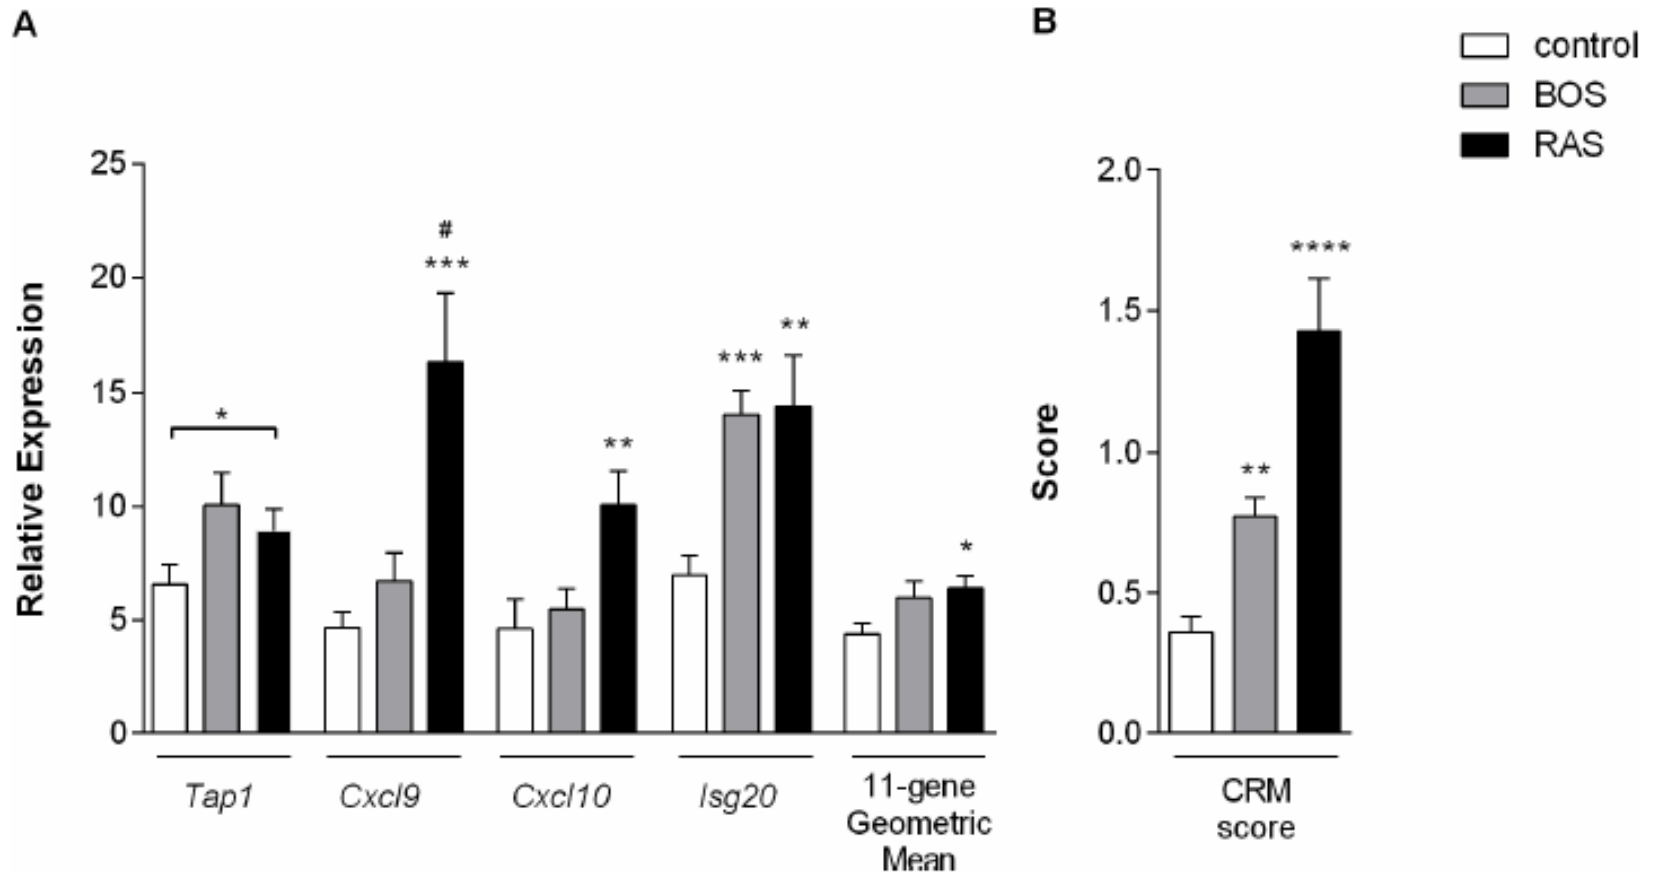 A
B
control
BOS
RAS
Relative Expression
25
20
15
10
5
0
*
#
***
**
***
**
*
Tap1
Cxcl9
Cxcl10
Isg20
11-gene
Geometric
Mean
Score
2.0
1.5
1.0
0.5
0.0
**
****
CRM
score